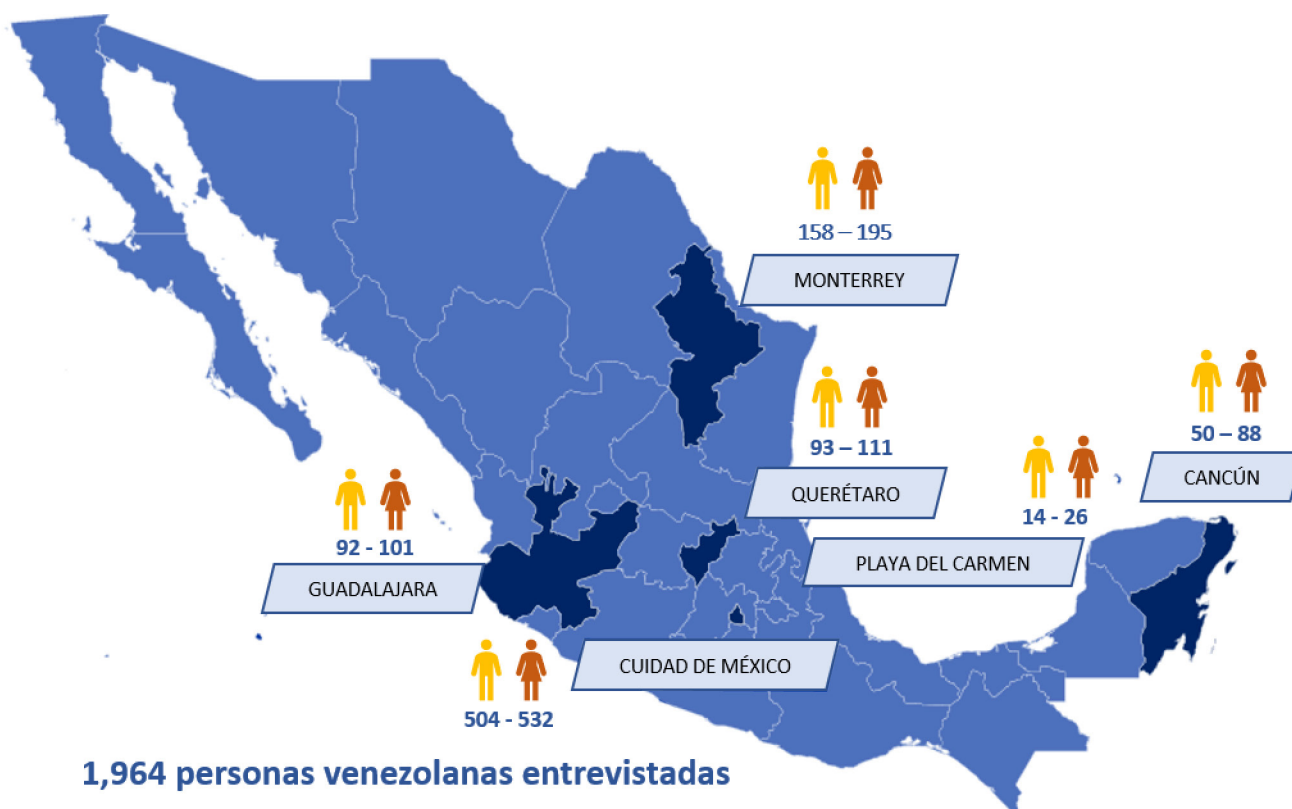 158 – 195
MONTERREY
93 – 111
QUERÉTARO
50 – 88
CANCÚN
14 - 26
PLAYA DEL CARMEN
92 - 101
GUADALAJARA
CUIDAD DE MÉXICO
504 - 532
1,964 personas venezolanas entrevistadas